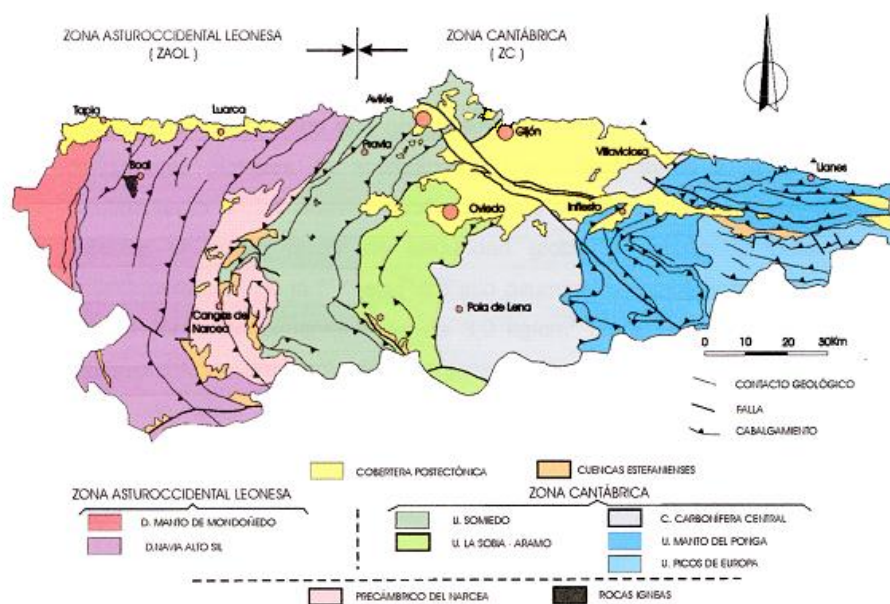 ZONA ASTUROCCIDENTAL LEONESA
( ZAOL )
ZONA CANTÁBRICA
( ZC )
Tapia
Luarca
Avilés
Gijón
Boal
Pravia
Villaviciosa
Llanes
Oviedo
Infiesto
Cangas del
Narcea
Pola de Lena
0 10 20 30Km
CONTACTO GEOLÓGICO
FALLA
CABALGAMIENTO
COBERTERA POSTECTÓNICA
CUENCAS ESTEFANIENSES
ZONA ASTUROCCIDENTAL LEONESA
ZONA CANTÁBRICA
D. MANTO DE MONDOÑEDO
U. SOMIEDO
C. CARBONÍFERA CENTRAL
D.NAVIA ALTO SIL
U. LA SOBIA - ARAMO
U. MANTO DEL PONGA
U. PICOS DE EUROPA
PRECÁMBRICO DEL NARCEA
ROCAS IGNEAS